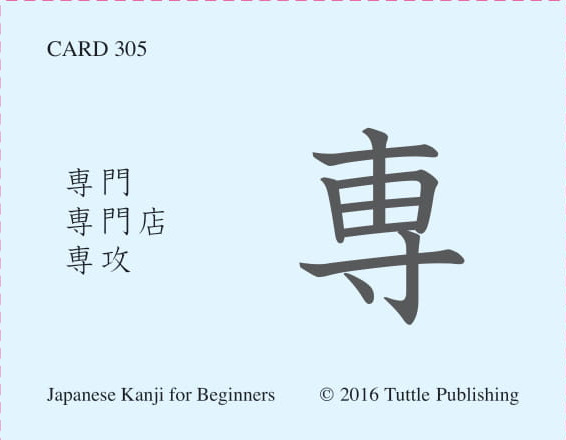 CARD 305
専門
専門店
専攻
専
Japanese Kanji for Beginners © 2016 Tuttle Publishing